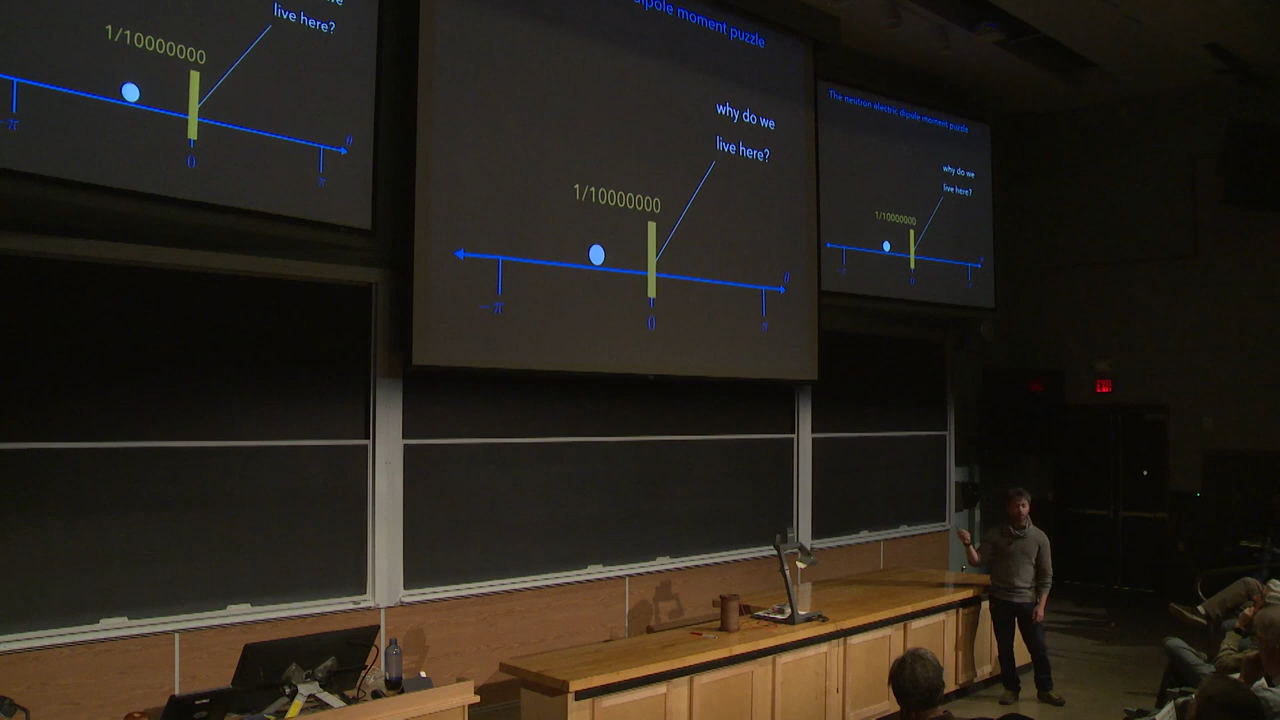 live here?
1/10000000
-π
0
π
θ
dipole moment puzzle
why do we
live here?
1/10000000
-π
0
π
θ
The neutron electric dipole moment puzzle
why do we
live here?
1/10000000
0
EXIT